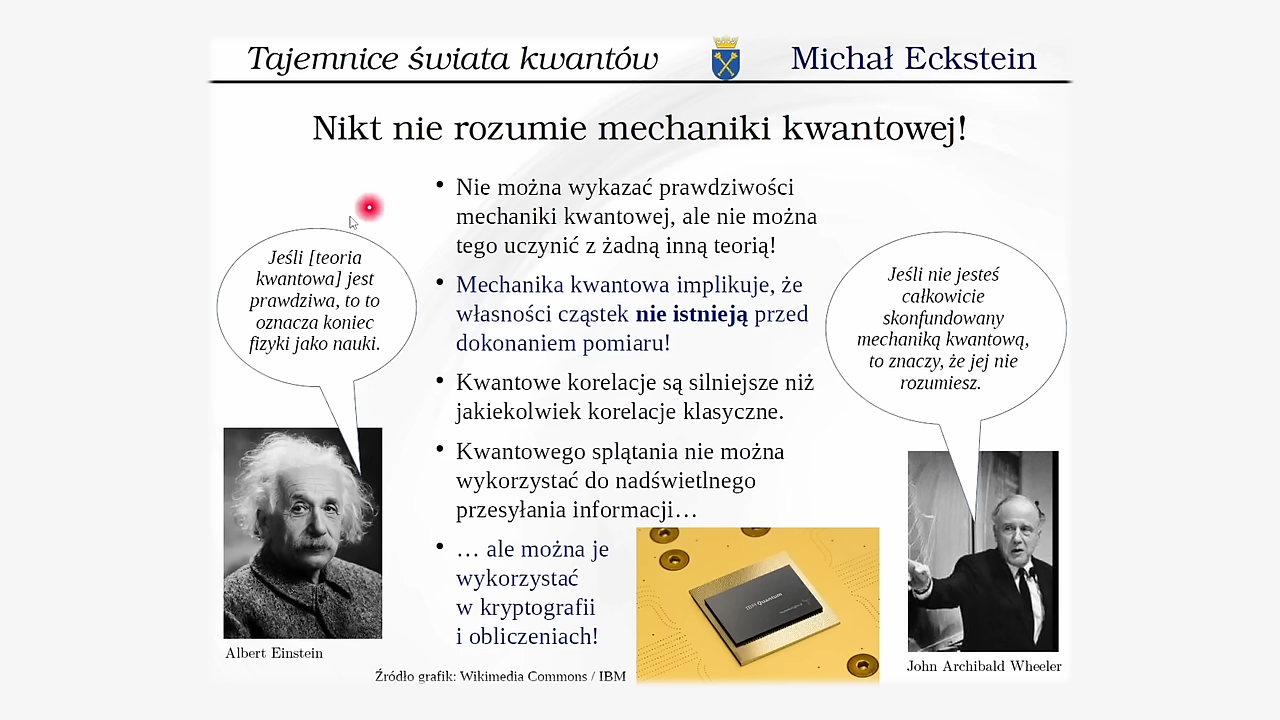 Tajemnice świata kwantów
Michał Eckstein
Nikt nie rozumie mechaniki kwantowej!
• Nie można wykazać prawdziwości
mechaniki kwantowej, ale nie można
tego uczynić z żadną inną teorią!
• Mechanika kwantowa implikuje, że
własności cząstek nie istnieją przed
dokonaniem pomiaru!
• Kwantowe korelacje są silniejsze niż
jakiekolwiek korelacje klasyczne.
• Kwantowego splątania nie można
wykorzystać do nadświetlnego
przesyłania informacji…
• … ale można je
wykorzystać
w kryptografii
i obliczeniach!
Jeśli [teoria
kwantowa] jest
prawdziwa, to to
oznacza koniec
fizyki jako nauki.
Albert Einstein
Jeśli nie jesteś
całkowicie
skonfundowany
mechaniką kwantową,
to znaczy, że jej nie
rozumiesz.
John Archibald Wheeler
IBM Quantum
Źródło grafik: Wikimedia Commons / IBM